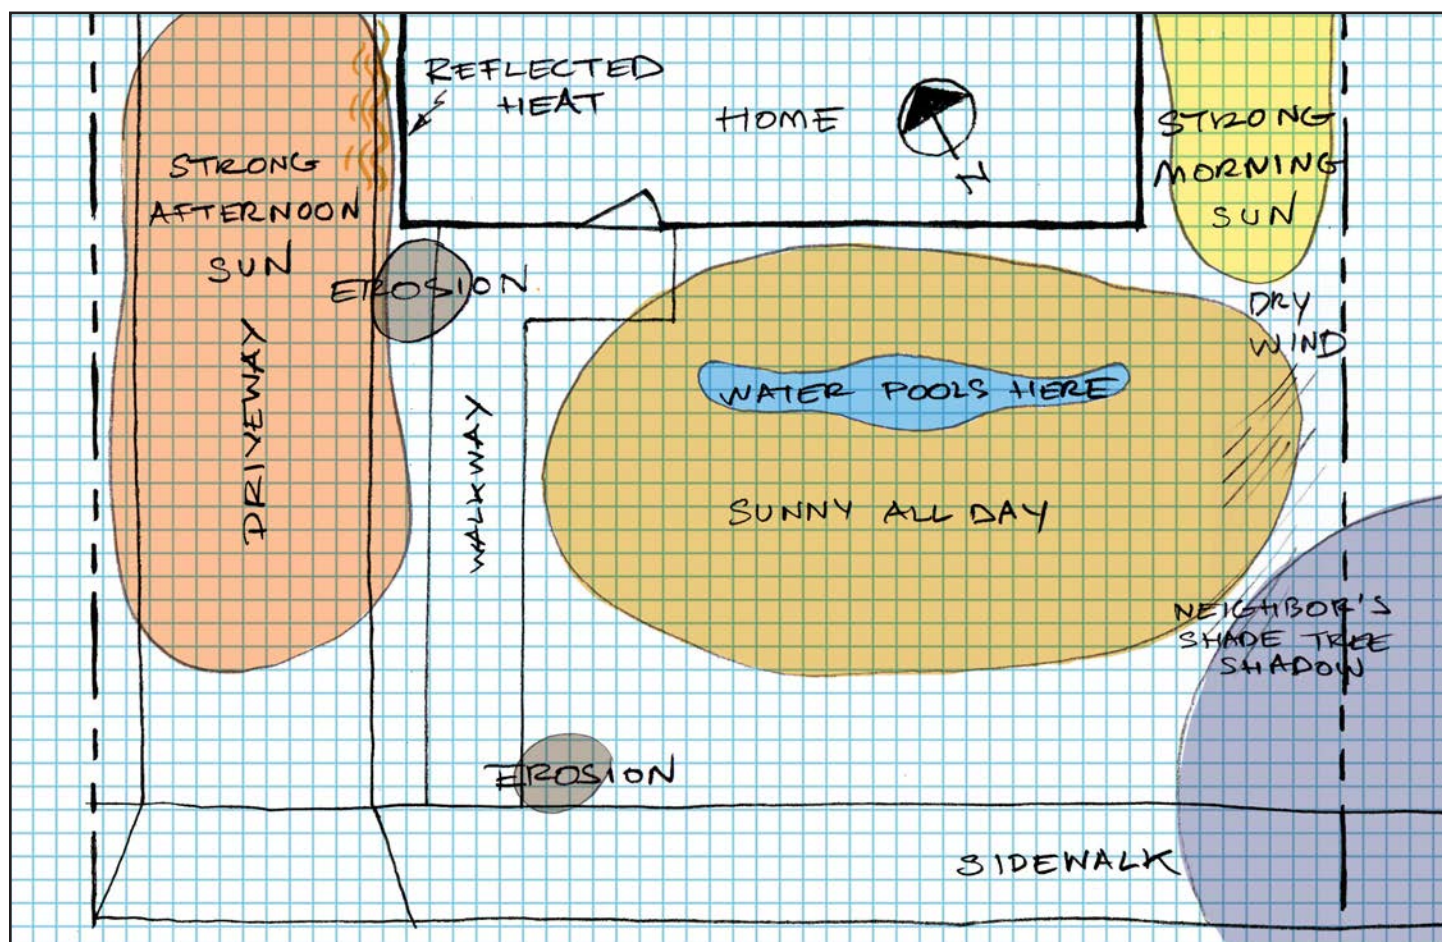 REFLECTED
HEAT
HOME
N
STRONG
MORNING
SUN
STRONG
AFTERNOON
SUN
EROSION
DRY
WIND
DRIVEWAY
WALKWAY
WATER POOLS HERE
SUNNY ALL DAY
NEIGHBOR'S
SHADE TREE
SHADOW
EROSION
SIDEWALK